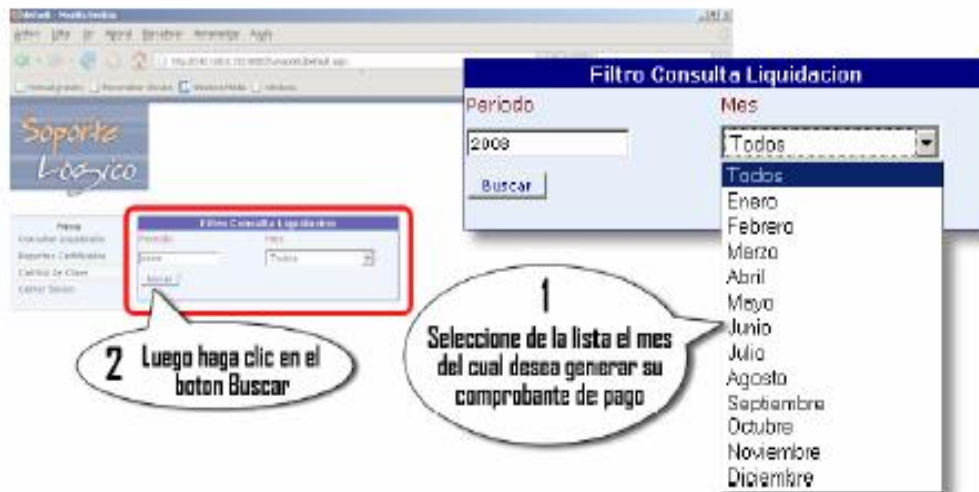 Soporte
Lógico
Filtro Consulta Liquidacion
Periodo
Mes
2008
Todos
Buscar
Todos
Enero
Febrero
Marzo
Abril
Mayo
Junio
Julio
Agosto
Septiembre
Octubre
Noviembre
Diciembre
Menu
Cambio de Clave
Cerrar Sesion
Filtro Consulta Liquidacion
Periodo
Mes
2008
Todos
Buscar
1
Seleccione de la lista el mes
del cual desea generar su
comprobante de pago
2
Luego haga clic en el
boton Buscar